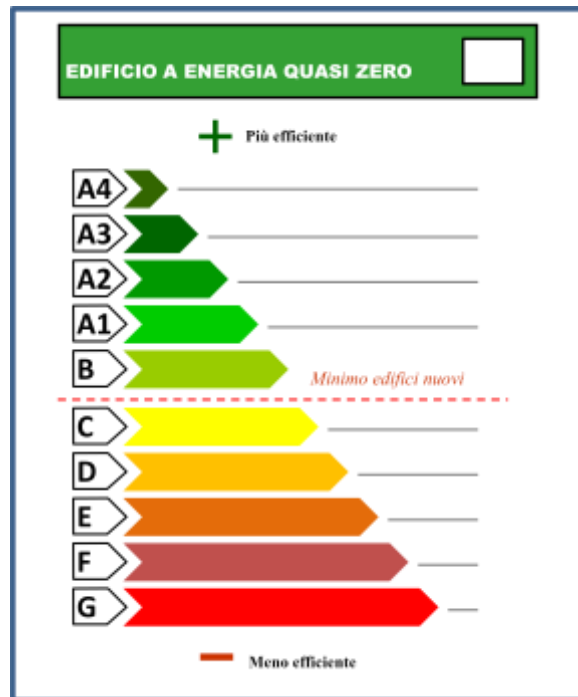 EDIFICIO A ENERGIA QUASI ZERO
Più efficiente
A4
A3
A2
A1
B
Minimo edifici nuovi
C
D
E
F
G
Meno efficiente